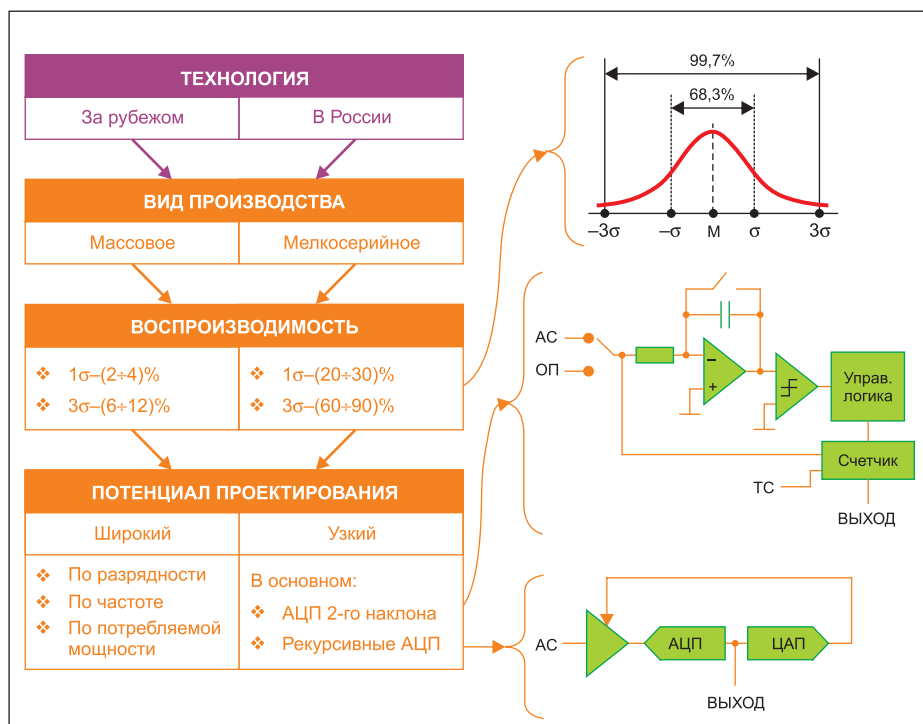 ТЕХНОЛОГИЯ
За рубежом
В России
ВИД ПРОИЗВОДСТВА
Массовое
Мелкосерийное
ВОСПРОИЗВОДИМОСТЬ
❖ 1σ–(2÷4)%
❖ 3σ–(6÷12)%
❖ 1σ–(20÷30)%
❖ 3σ–(60÷90)%
ПОТЕНЦИАЛ ПРОЕКТИРОВАНИЯ
Широкий
Узкий
❖ По разрядности
❖ По частоте
❖ По потребляемой
мощности
В основном:
❖ АЦП 2-го наклона
❖ Рекурсивные АЦП
99,7%
68,3%
–3σ
–σ
М
σ
3σ
АС
ОП
–
+
Управ.
логика
Счетчик
ТС
ВЫХОД
АС
АЦП
ЦАП
ВЫХОД